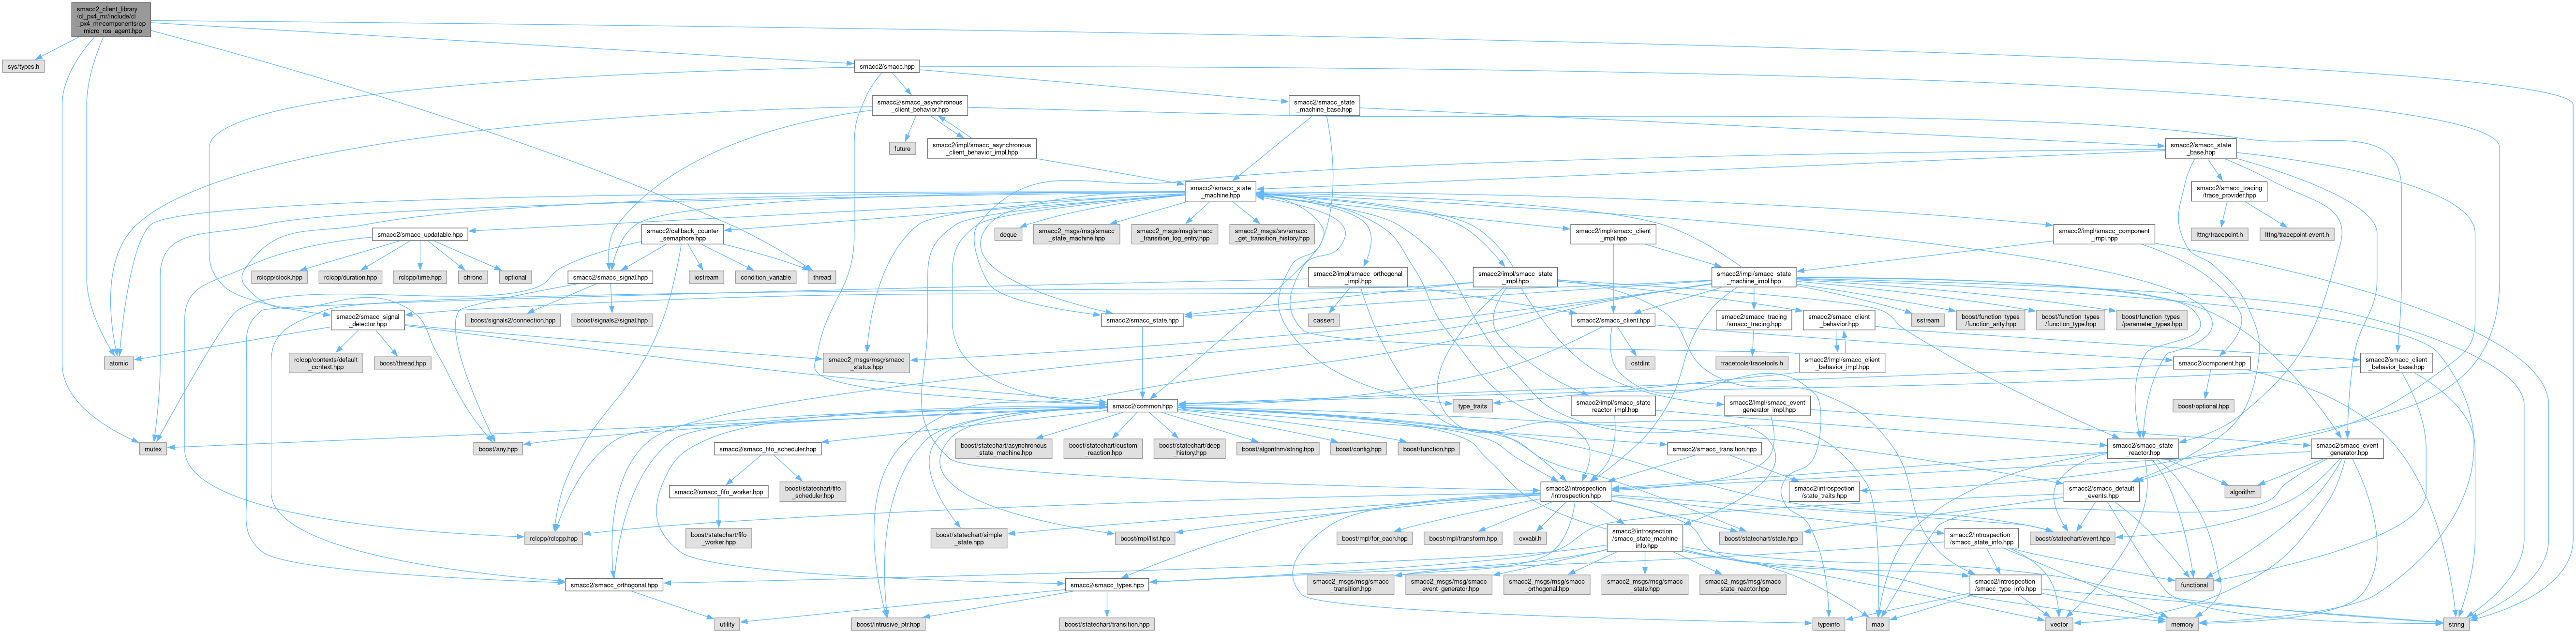 smacc2_client_library
/cl_px4_mr/include/cl
_px4_mr/components/cp
_micro_ros_agent.hpp
sys/types.h
smacc2/smacc.hpp
smacc2/smacc_asynchronous
_client_behavior.hpp
smacc2/smacc_state
_machine_base.hpp
future
smacc2/impl/smacc_asynchronous
_client_behavior_impl.hpp
smacc2/smacc_state
_base.hpp
smacc2/smacc_state
_machine.hpp
smacc2/smacc_tracing
/trace_provider.hpp
smacc2/smacc_updatable.hpp
smacc2/callback_counter
_semaphore.hpp
deque
smacc2_msgs/msg/smacc
_state_machine.hpp
smacc2_msgs/msg/smacc
_transition_log_entry.hpp
smacc2_msgs/srv/smacc
_get_transition_history.hpp
smacc2/impl/smacc_client
_impl.hpp
smacc2/impl/smacc_component
_impl.hpp
lttng/tracepoint.h
lttng/tracepoint-event.h
rclcpp/clock.hpp
rclcpp/duration.hpp
rclcpp/time.hpp
chrono
optional
smacc2/smacc_signal.hpp
iostream
condition_variable
thread
smacc2/impl/smacc_orthogonal
_impl.hpp
smacc2/impl/smacc_state
_impl.hpp
smacc2/impl/smacc_state
_machine_impl.hpp
smacc2/smacc_signal
_detector.hpp
boost/signals2/connection.hpp
boost/signals2/signal.hpp
smacc2/smacc_state.hpp
cassert
smacc2/smacc_client.hpp
smacc2/smacc_tracing
/smacc_tracing.hpp
smacc2/smacc_client
_behavior.hpp
sstream
boost/function_types
/function_arity.hpp
boost/function_types
/function_type.hpp
boost/function_types
/parameter_types.hpp
atomic
rclcpp/contexts/default
_context.hpp
boost/thread.hpp
smacc2_msgs/msg/smacc
_status.hpp
cstdint
tracetools/tracetools.h
smacc2/impl/smacc_client
_behavior_impl.hpp
smacc2/component.hpp
smacc2/smacc_client
_behavior_base.hpp
smacc2/common.hpp
type_traits
smacc2/impl/smacc_state
_reactor_impl.hpp
smacc2/impl/smacc_event
_generator_impl.hpp
boost/optional.hpp
mutex
boost/any.hpp
smacc2/smacc_fifo_scheduler.hpp
boost/statechart/asynchronous
_state_machine.hpp
boost/statechart/custom
_reaction.hpp
boost/statechart/deep
_history.hpp
boost/algorithm/string.hpp
boost/config.hpp
boost/function.hpp
smacc2/smacc_transition.hpp
smacc2/smacc_state
_reactor.hpp
smacc2/smacc_event
_generator.hpp
smacc2/smacc_fifo_worker.hpp
boost/statechart/fifo
_scheduler.hpp
smacc2/introspection
/introspection.hpp
smacc2/introspection
/state_traits.hpp
smacc2/smacc_default
_events.hpp
algorithm
rclcpp/rclcpp.hpp
boost/statechart/fifo
_worker.hpp
boost/statechart/simple
_state.hpp
boost/mpl/list.hpp
boost/mpl/for_each.hpp
boost/mpl/transform.hpp
cxxabi.h
smacc2/introspection
/smacc_state_machine
_info.hpp
boost/statechart/state.hpp
smacc2/introspection
/smacc_state_info.hpp
boost/statechart/event.hpp
smacc2/smacc_orthogonal.hpp
smacc2/smacc_types.hpp
smacc2_msgs/msg/smacc
_transition.hpp
smacc2_msgs/msg/smacc
_event_generator.hpp
smacc2_msgs/msg/smacc
_orthogonal.hpp
smacc2_msgs/msg/smacc
_state.hpp
smacc2_msgs/msg/smacc
_state_reactor.hpp
smacc2/introspection
/smacc_type_info.hpp
functional
utility
boost/intrusive_ptr.hpp
boost/statechart/transition.hpp
typeinfo
map
vector
memory
string